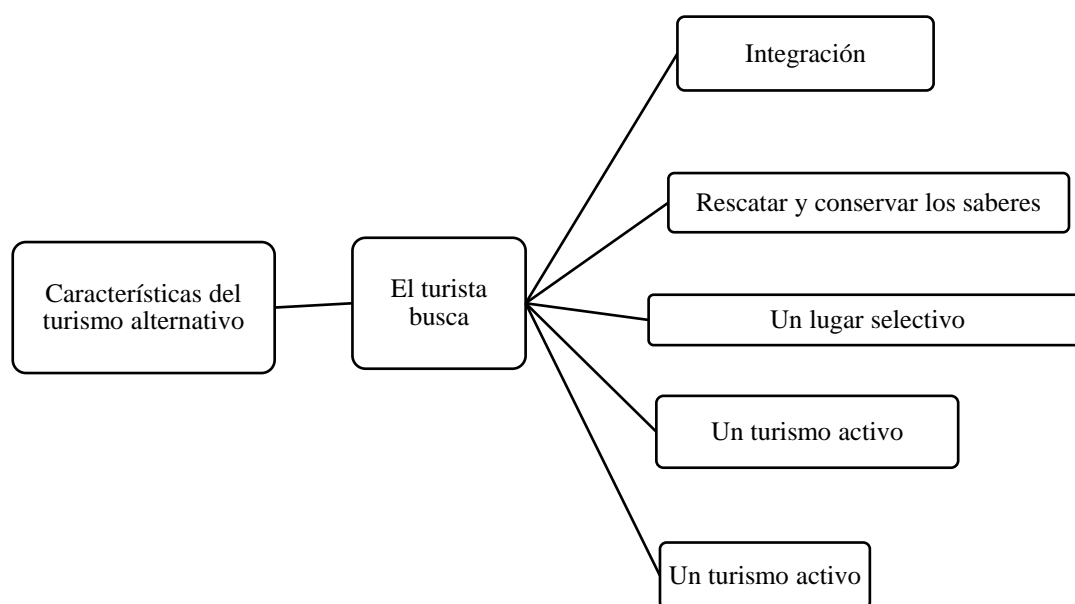 Características del
turismo alternativo
El turista
busca
Integración
Rescatar y conservar los saberes
Un lugar selectivo
Un turismo activo
Un turismo activo